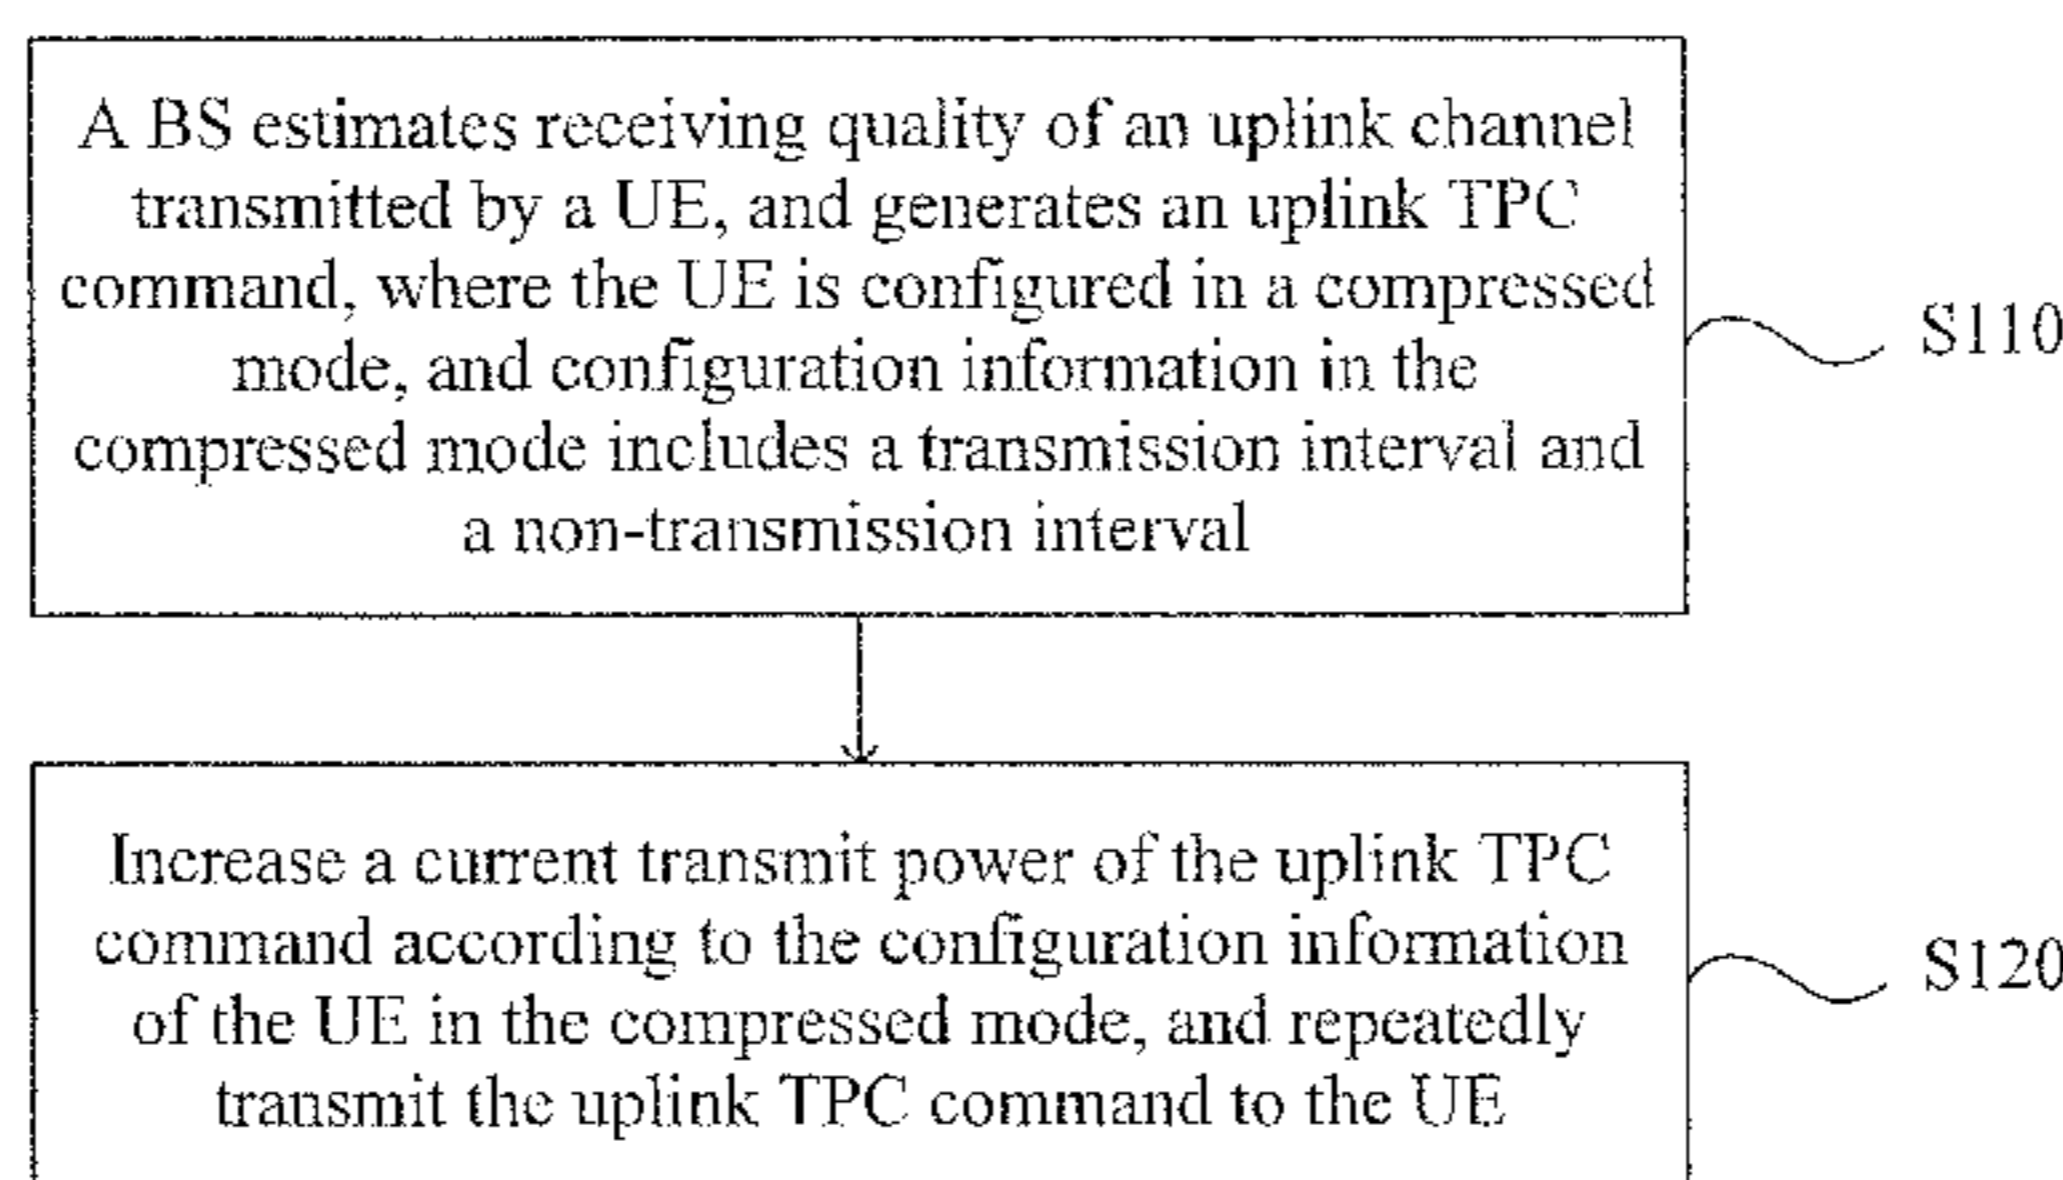 A BS estimates receiving quality of an uplink channel
transmitted by a UE, and generates an uplink TPC
command, where the UE is configured in a compressed
mode, and configuration information in the
compressed mode includes a transmission interval and
a non-transmission interval
S110
Increase a current transmit power of the uplink TPC
command according to the configuration information
of the UE in the compressed mode, and repeatedly
transmit the uplink TPC command to the UE
S120